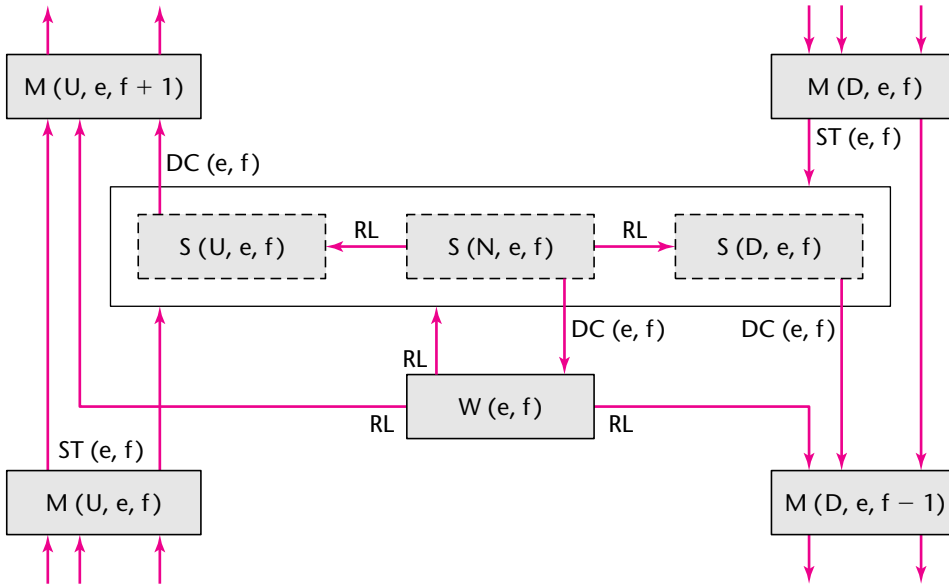 M (U, e, f + 1)
M (D, e, f)
ST (e, f)
DC (e, f)
S (U, e, f)
RL
S (N, e, f)
RL
S (D, e, f)
DC (e, f)
DC (e, f)
RL
W (e, f)
RL
RL
ST (e, f)
M (U, e, f)
M (D, e, f – 1)